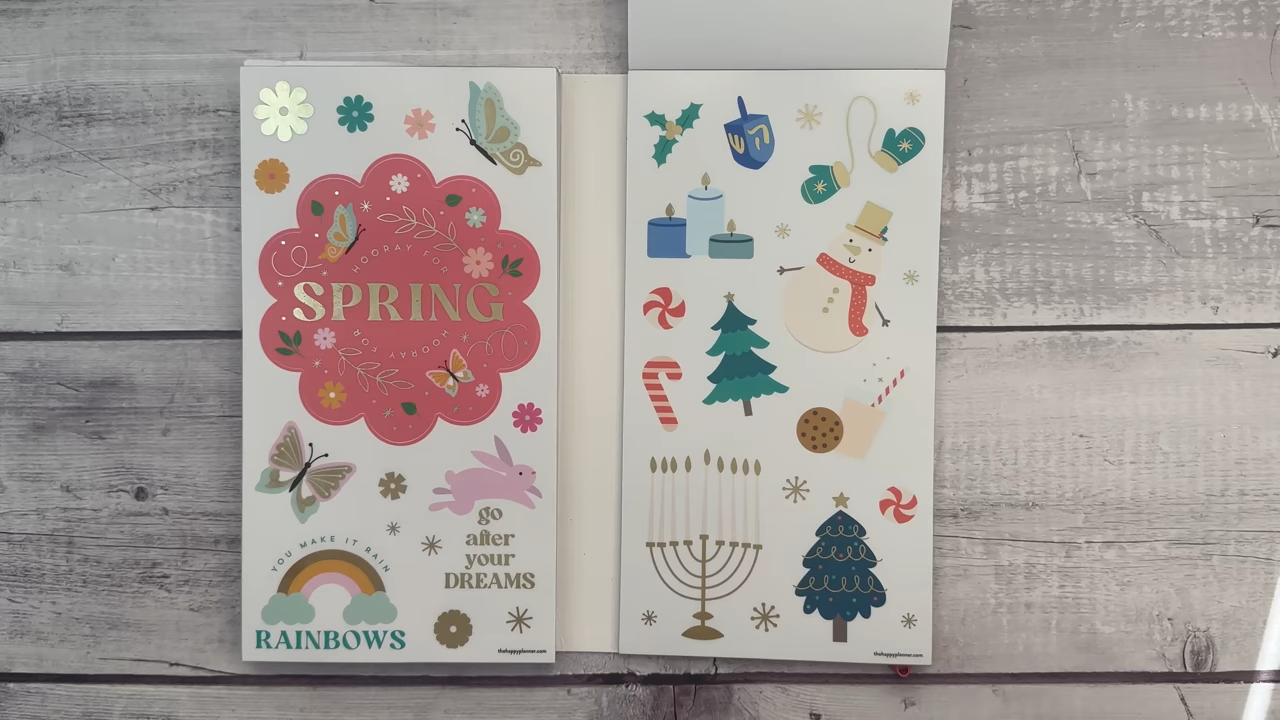 HOORAY FOR
SPRING
HOORAY FOR
go
after
your
DREAMS
YOU MAKE IT RAIN
RAINBOWS
thehappyplanner.com
ש ה
thehappyplanner.com